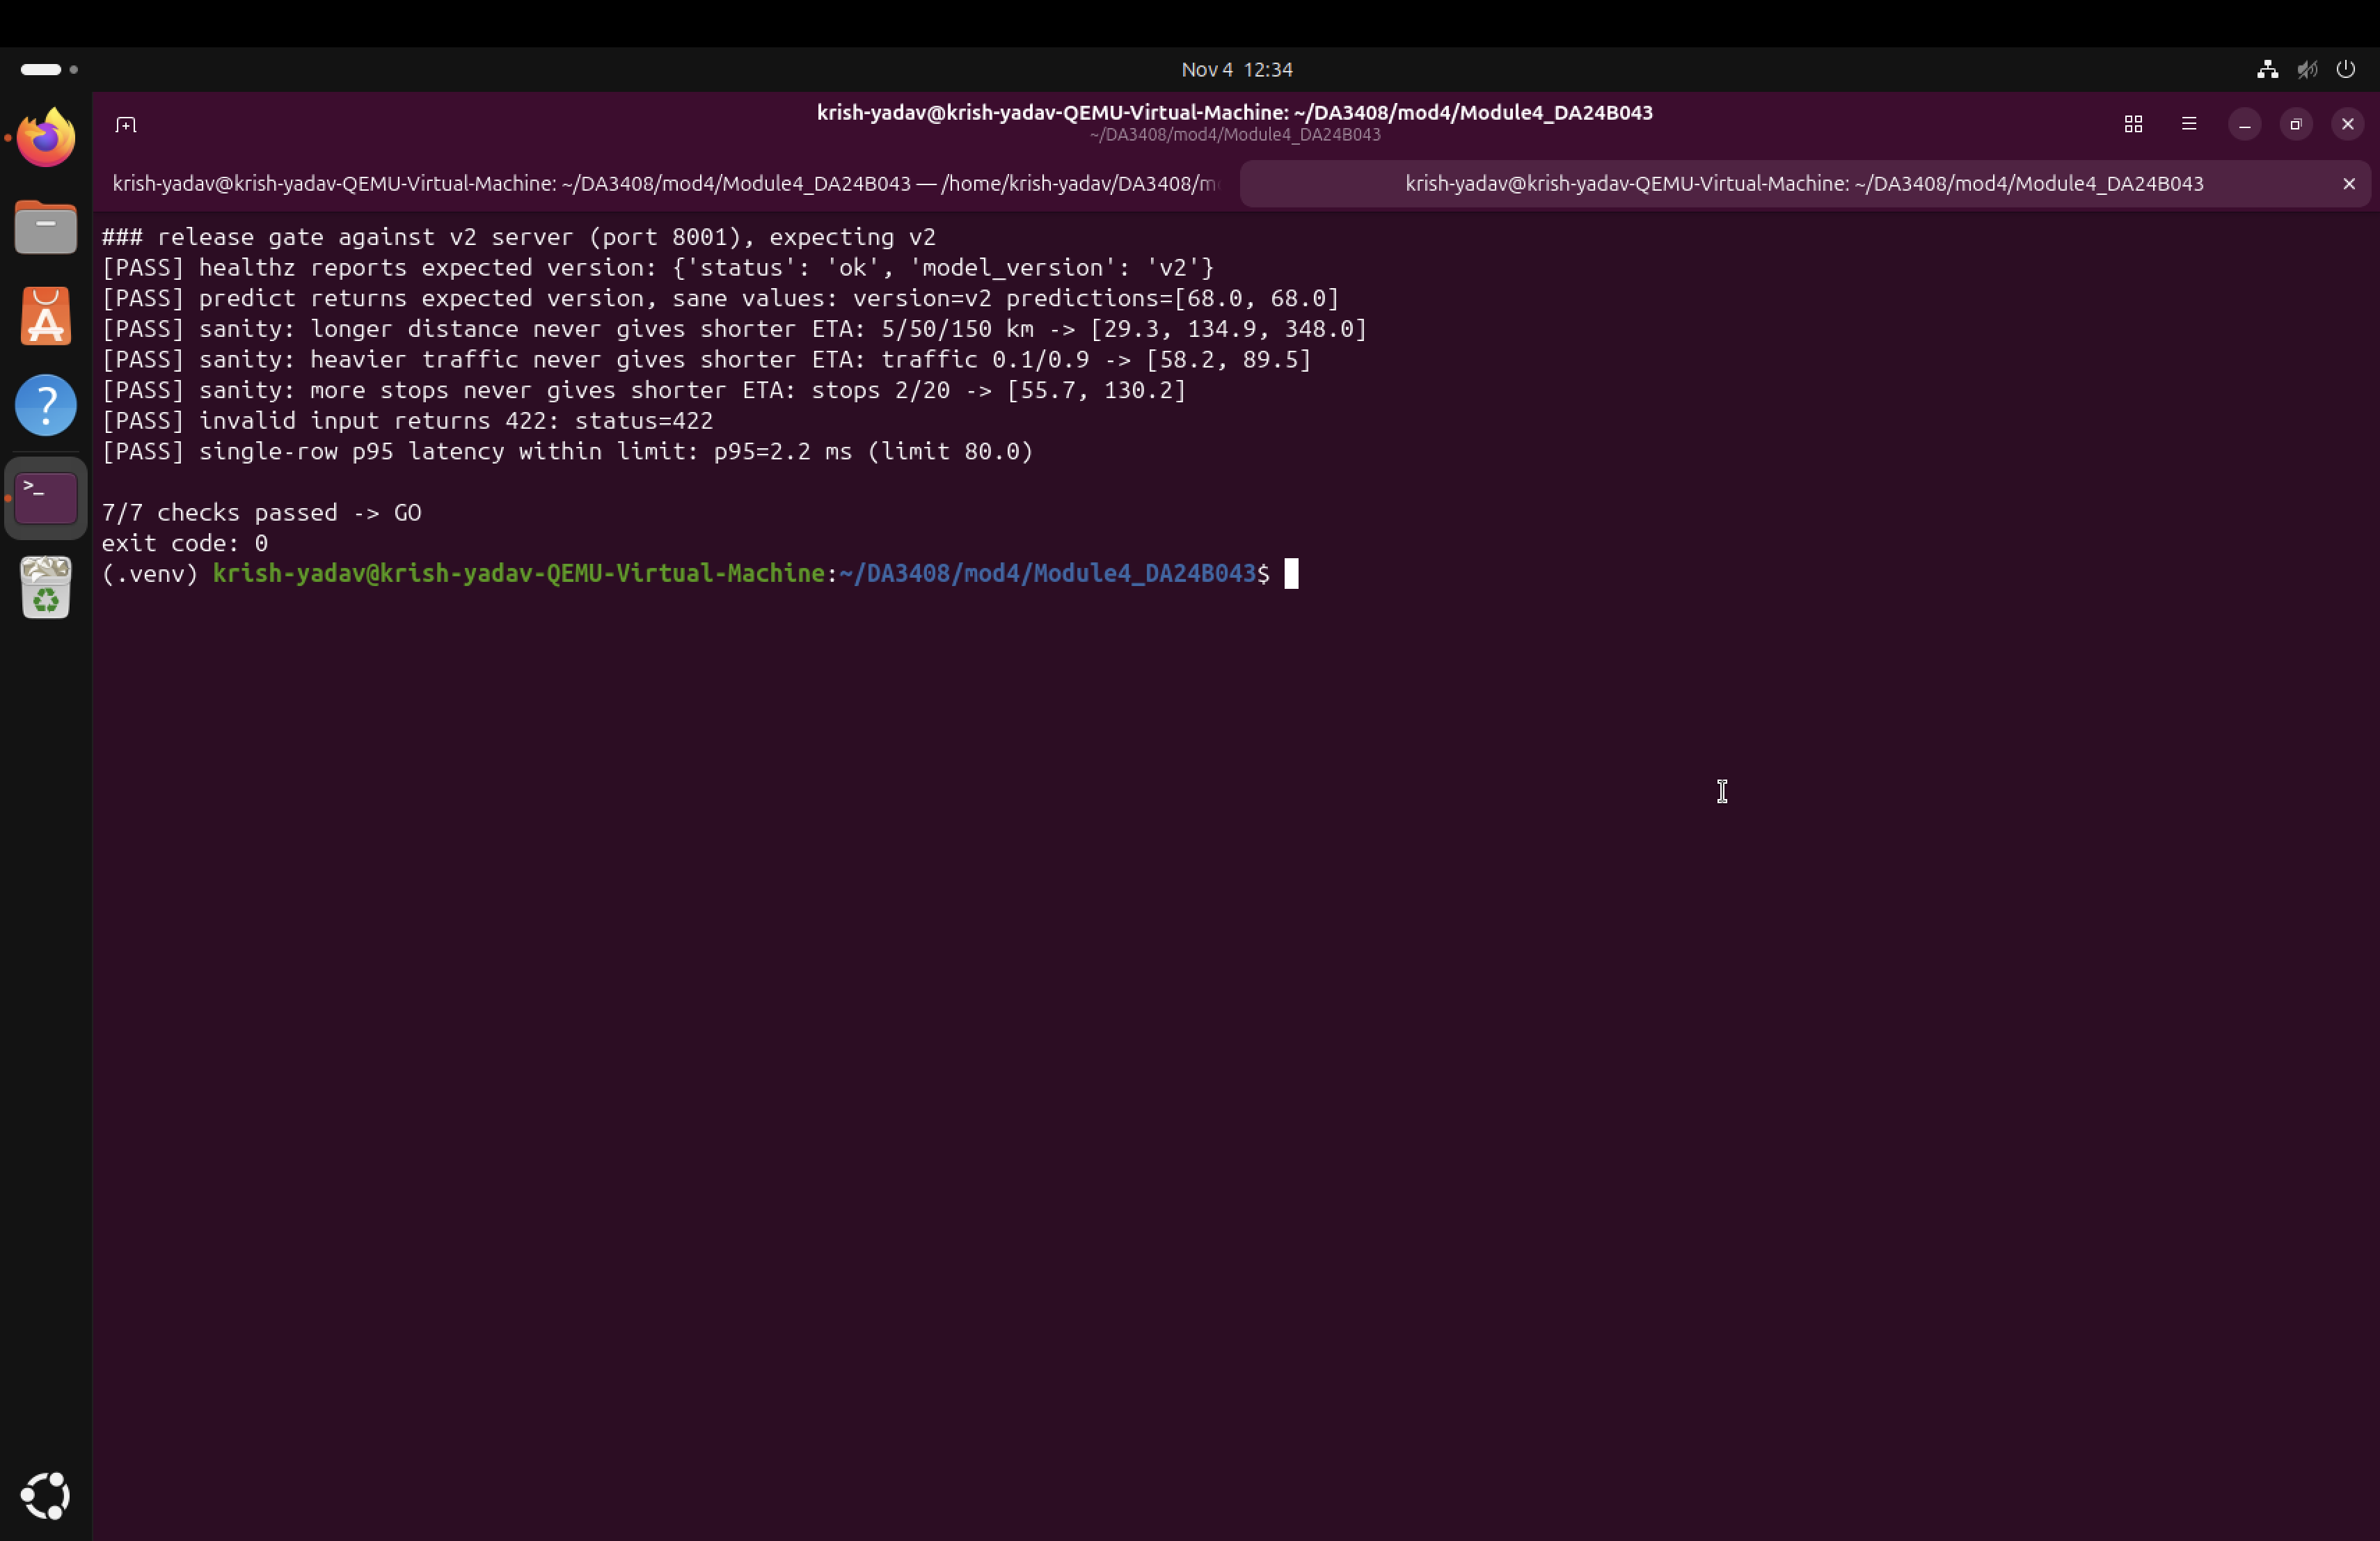 Nov 4 12:34
krish-yadav@krish-yadav-QEMU-Virtual-Machine: ~/DA3408/mod4/Module4_DA24B043
~/DA3408/mod4/Module4_DA24B043
krish-yadav@krish-yadav-QEMU-Virtual-Machine: ~/DA3408/mod4/Module4_DA24B043 — /home/krish-yadav/DA3408/m
krish-yadav@krish-yadav-QEMU-Virtual-Machine: ~/DA3408/mod4/Module4_DA24B043
### release gate against v2 server (port 8001), expecting v2
[PASS] healthz reports expected version: {'status': 'ok', 'model_version': 'v2'}
[PASS] predict returns expected version, sane values: version=v2 predictions=[68.0, 68.0]
[PASS] sanity: longer distance never gives shorter ETA: 5/50/150 km -> [29.3, 134.9, 348.0]
[PASS] sanity: heavier traffic never gives shorter ETA: traffic 0.1/0.9 -> [58.2, 89.5]
[PASS] sanity: more stops never gives shorter ETA: stops 2/20 -> [55.7, 130.2]
[PASS] invalid input returns 422: status=422
[PASS] single-row p95 latency within limit: p95=2.2 ms (limit 80.0)
7/7 checks passed -> GO
exit code: 0
(.venv) krish-yadav@krish-yadav-QEMU-Virtual-Machine:~/DA3408/mod4/Module4_DA24B043$